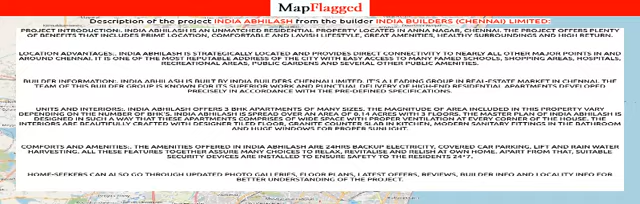 MapFlagged
Description of the project INDIA ABHILASH from the builder INDIA BUILDERS (CHENNAI) LIMITED:
PROJECT INTRODUCTION:. INDIA ABHILASH IS AN UNMATCHED RESIDENTIAL PROPERTY LOCATED IN ANNA NAGAR, CHENNAI. THE PROJECT OFFERS PLENTY
OF BENEFITS THAT INCLUDES PRIME LOCATION, COMFORTABLE AND LAVISH LIFESTYLE, GREAT AMENITIES, HEALTHY SURROUNDINGS AND HIGH RETURN.
LOCATION ADVANTAGES:. INDIA ABHILASH IS STRATEGICALLY LOCATED AND PROVIDES DIRECT CONNECTIVITY TO NEARLY ALL OTHER MAJOR POINTS IN AND
AROUND CHENNAI. IT IS ONE OF THE MOST REPUTABLE ADDRESS OF THE CITY WITH EASY ACCESS TO MANY FAMED SCHOOLS, SHOPPING AREAS, HOSPITALS,
RECREATIONAL AREAS, PUBLIC GARDENS AND SEVERAL OTHER PUBLIC AMENITIES.
BUILDER INFORMATION:. INDIA ABHILASH IS BUILT BY INDIA BUILDERS CHENNAI LIMITED. IT'S A LEADING GROUP IN REAL-ESTATE MARKET IN CHENNAI. THE
TEAM OF THIS BUILDER GROUP IS KNOWN FOR ITS SUPERIOR WORK AND PUNCTUAL DELIVERY OF HIGH-END RESIDENTIAL APARTMENTS DEVELOPED
PRECISELY IN ACCORDANCE WITH THE PRE-DEFINED SPECIFICATIONS.
UNITS AND INTERIORS:. INDIA ABHILASH OFFERS 3 BHK APARTMENTS OF MANY SIZES. THE MAGNITUDE OF AREA INCLUDED IN THIS PROPERTY VARY
DEPENDING ON THE NUMBER OF BHK'S. INDIA ABHILASH IS SPREAD OVER AN AREA OF 0.14 ACRES WITH 3 FLOORS. THE MASTER PLAN OF INDIA ABHILASH IS
DESIGNED IN SUCH A WAY THAT THESE APARTMENTS COMPRISES OF WIDE SPACE WITH PROPER VENTILATION AT EVERY CORNER OF THE HOUSE. THE
INTERIORS ARE BEAUTIFULLY CRAFTED WITH DESIGNER FLOORING TILES, GRANITE COUNTER SLAB IN KITCHEN, MODERN SANITARY FITTINGS IN THE BATHROOM
AND HUGE WINDOWS FOR PROPER SUNLIGHT.
COMFORTS AND AMENITIES:. THE AMENITIES OFFERED IN INDIA ABHILASH ARE 24HRS BACKUP ELECTRICITY, COVERED CAR PARKING, LIFT AND RAIN WATER
HARVESTING. ALL THESE FEATURES TOGETHER ASSURE MANY CHOICES TO RELAX, REVITALISE AND RELISH AT OWN HOME. APART FROM THAT, SUITABLE
SECURITY DEVICES ARE INSTALLED TO ENSURE SAFETY TO THE RESIDENTS 24*7.
HOME-SEEKERS CAN ALSO GO THROUGH UPDATED PHOTO GALLERIES, FLOOR PLANS, LATEST OFFERS, REVIEWS, BUILDER INFO AND LOCALITY INFO FOR
BETTER UNDERSTANDING OF THE PROJECT.